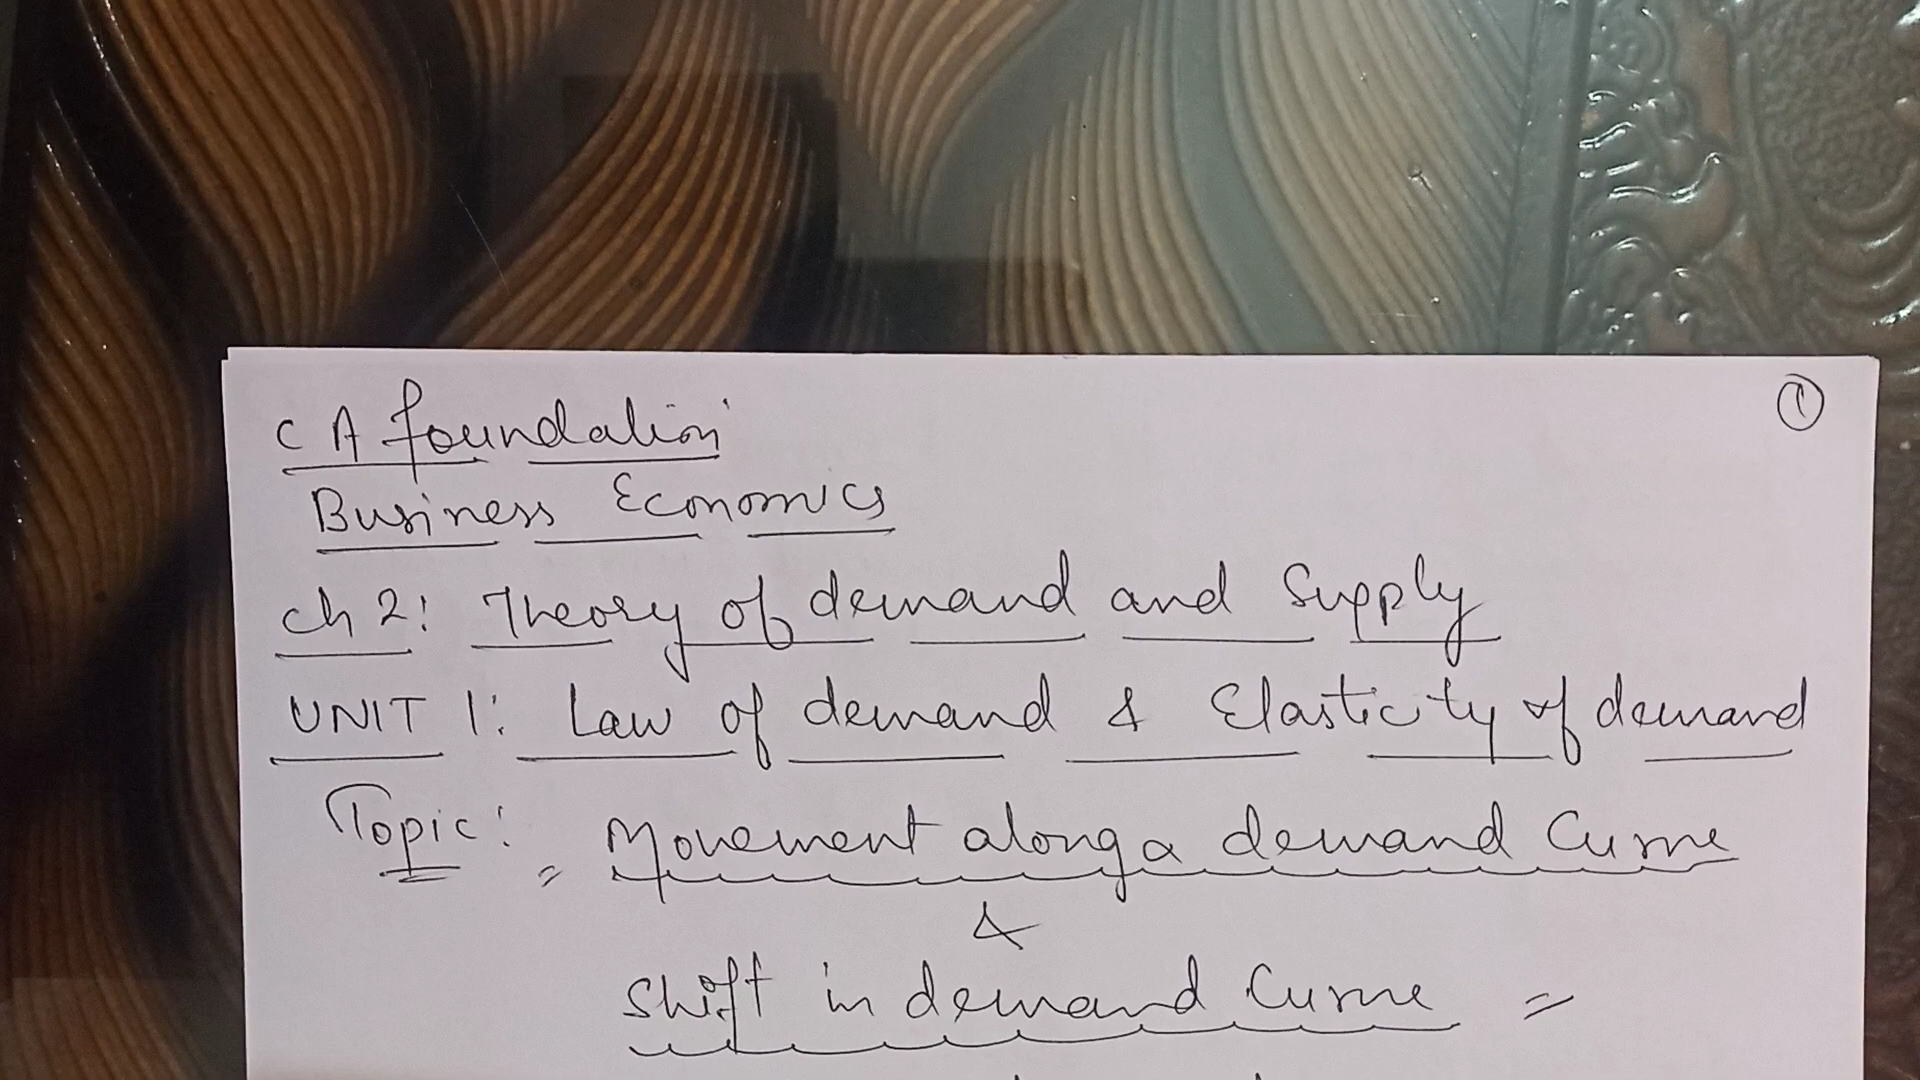 ①
CA foundation
Business Economics
Ch 2: Theory of demand and Supply
UNIT 1: Law of demand & Elasticity of demand
Topic: = Movement along a demand Curve
&
Shift in demand Curve =